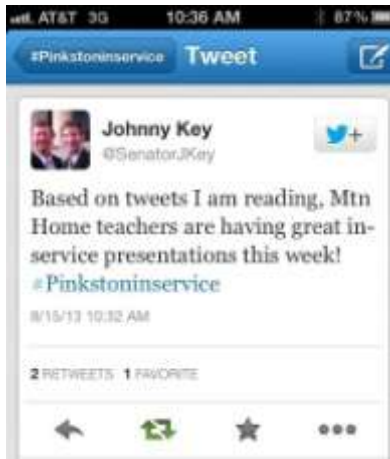 AT&T 3G 10:36 AM 87%
#Pinkstoninservice Tweet
Johnny Key
@SenatorJKey
Based on tweets I am reading, Mtn
Home teachers are having great in-
service presentations this week!
#Pinkstoninservice
8/15/13 10:32 AM
2 RETWEETS 1 FAVORITE